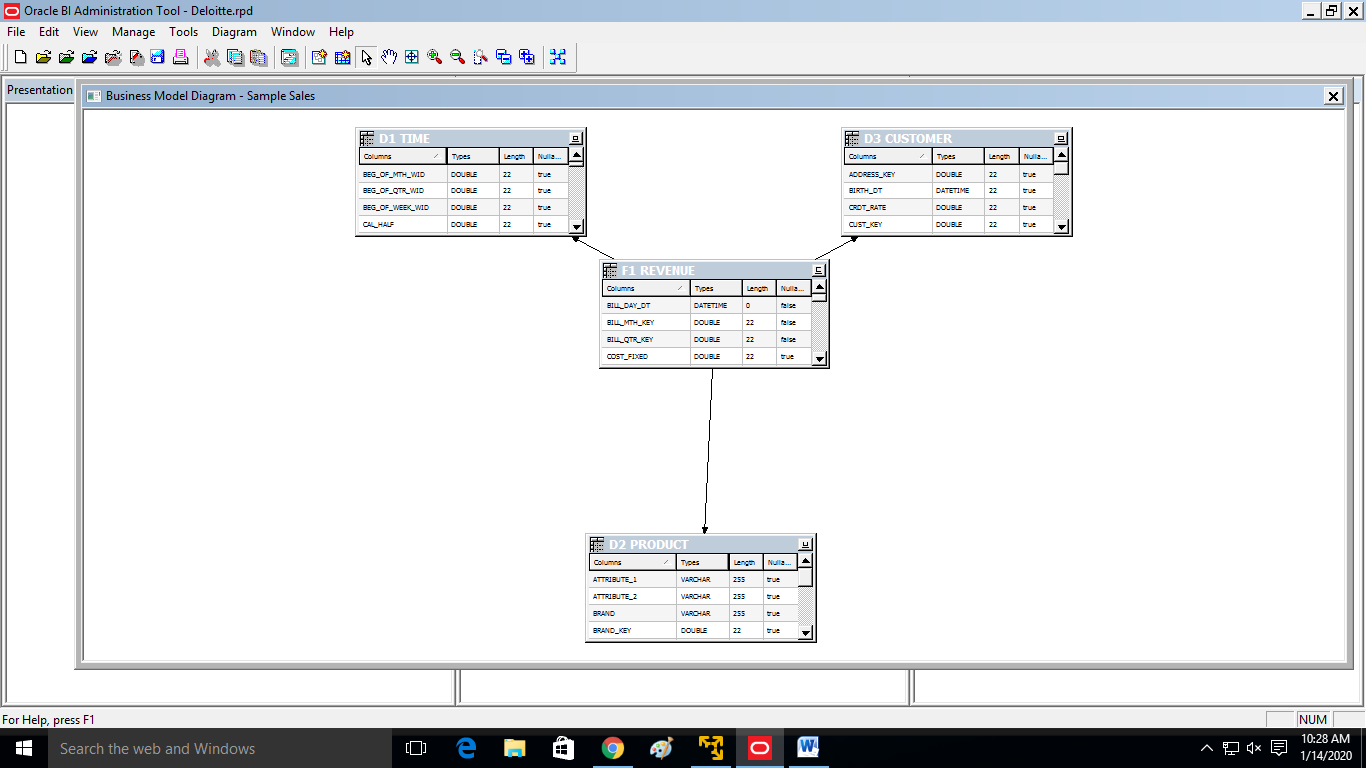 Oracle BI Administration Tool - Deloitte.rpd
File Edit View Manage Tools Diagram Window Help
Presentation
Business Model Diagram - Sample Sales
D1 TIME
Columns Types Length Nulla...
BEG_OF_MTH_WID DOUBLE 22 true
BEG_OF_QTR_WID DOUBLE 22 true
BEG_OF_WEEK_WID DOUBLE 22 true
CAL_HALF DOUBLE 22 true
D3 CUSTOMER
Columns Types Length Nulla...
ADDRESS_KEY DOUBLE 22 true
BIRTH_DT DATETIME 22 true
CRDT_RATE DOUBLE 22 true
CUST_KEY DOUBLE 22 true
F1 REVENUE
Columns Types Length Nulla...
BILL_DAY_DT DATETIME 0 false
BILL_MTH_KEY DOUBLE 22 false
BILL_QTR_KEY DOUBLE 22 false
COST_FIXED DOUBLE 22 true
D2 PRODUCT
Columns Types Length Nulla...
ATTRIBUTE_1 VARCHAR 255 true
ATTRIBUTE_2 VARCHAR 255 true
BRAND VARCHAR 255 true
BRAND_KEY DOUBLE 22 true
For Help, press F1
NUM
Search the web and Windows
10:28 AM
1/14/2020